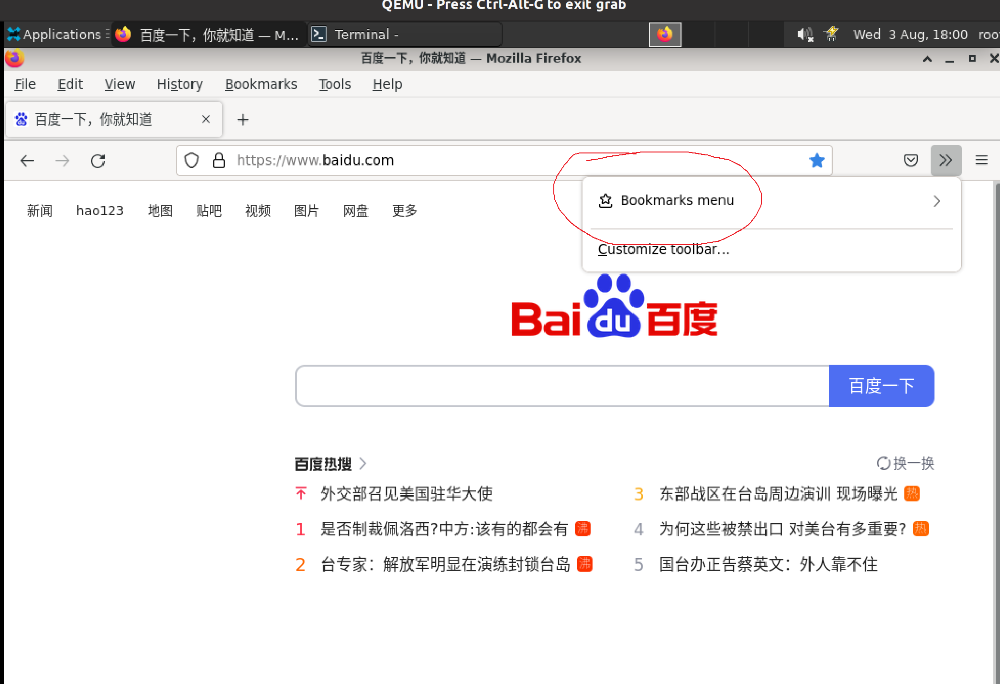 QEMU - Press Ctrl-Alt-G to exit grab
Applications 百度一下，你就知道 — M... Terminal - Wed 3 Aug, 18:00
百度一下，你就知道 — Mozilla Firefox
File Edit View History Bookmarks Tools Help
百度一下，你就知道
https://www.baidu.com
Bookmarks menu
新闻 hao123 地图 贴吧 视频 图片 网盘 更多
Customize toolbar...
Bai du 百度
百度一下
百度热搜 换一换
外交部召见美国驻华大使
3 东部战区在台岛周边演训 现场曝光 热
1 是否制裁佩洛西?中方:该有的都会有 沸
4 为何这些被禁出口 对美台有多重要? 热
2 台专家：解放军明显在演练封锁台岛 沸
5 国台办正告蔡英文：外人靠不住